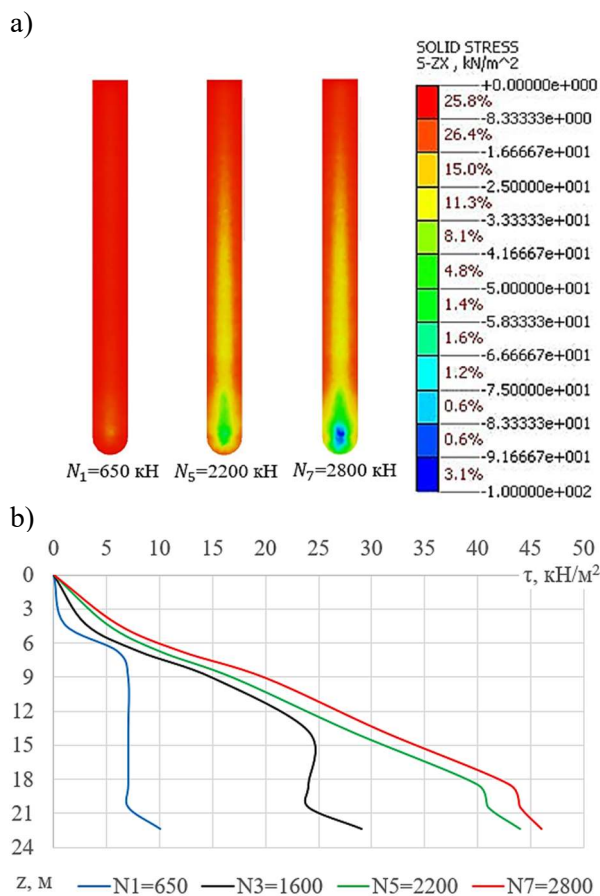 a)
SOLID STRESS
S-ZX , kN/m^2
+0.00000e+000
25.8%
-8.33333e+000
26.4%
-1.66667e+001
15.0%
-2.50000e+001
11.3%
-3.33333e+001
8.1%
-4.16667e+001
4.8%
-5.00000e+001
1.4%
-5.83333e+001
1.6%
-6.66667e+001
1.2%
-7.50000e+001
0.6%
-8.33333e+001
0.6%
-9.16667e+001
3.1%
-1.00000e+002
N₁=650 кН N₅=2200 кН N₇=2800 кН
b)
0 5 10 15 20 25 30 35 40 45 50
τ, кН/м²
0
3
6
9
12
15
18
21
24
z, м
N1=650 N3=1600 N5=2200 N7=2800